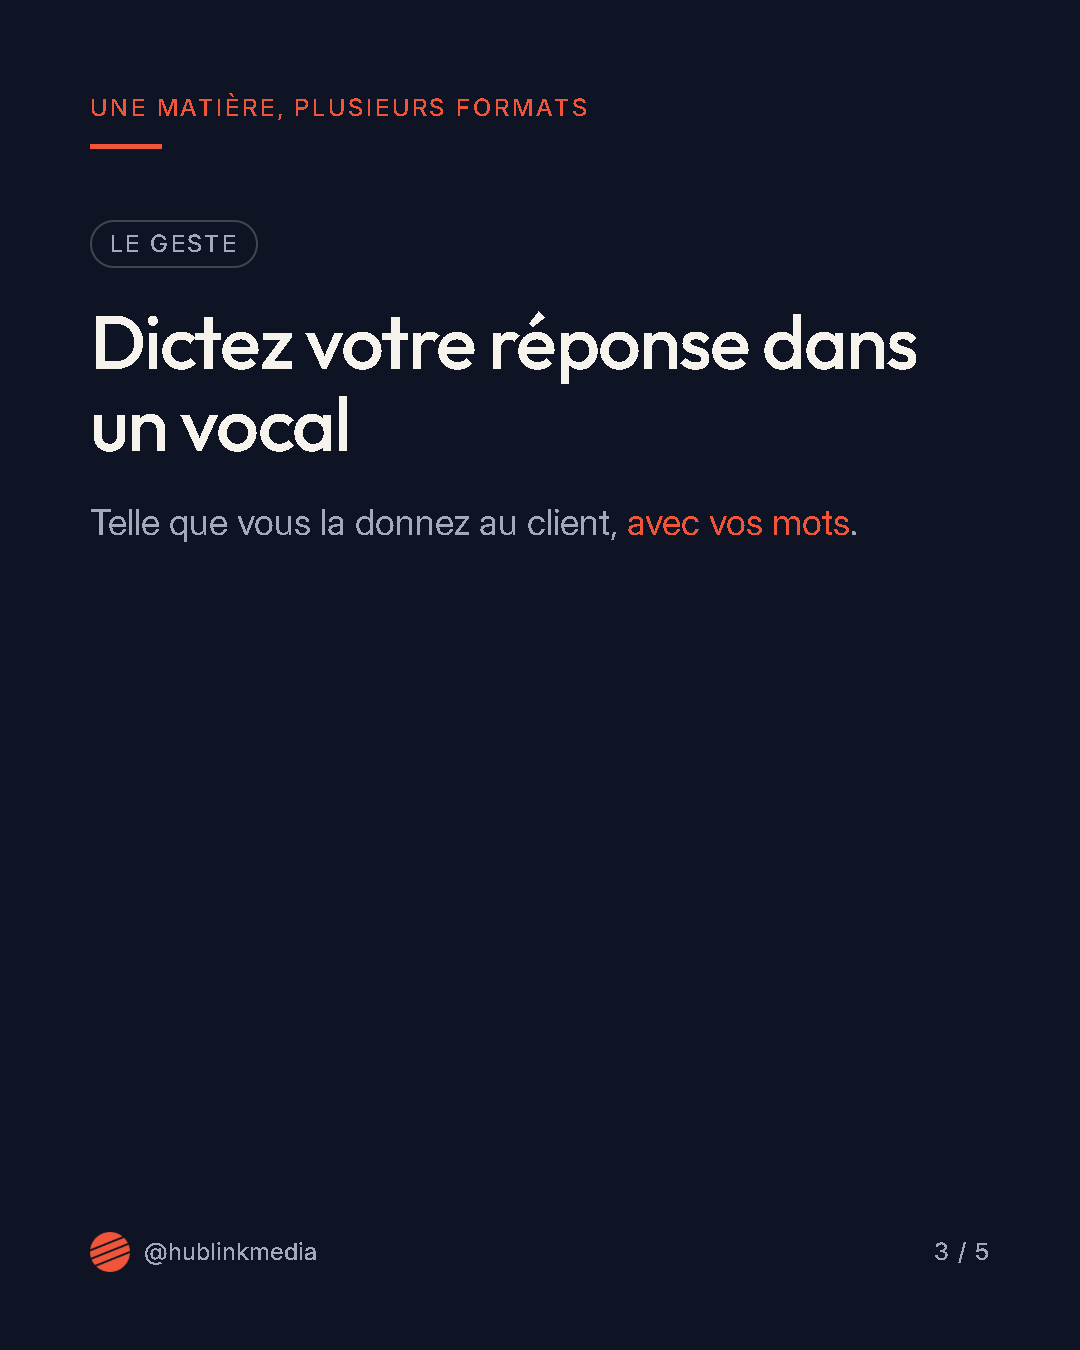 UNE MATIÈRE, PLUSIEURS FORMATS
LE GESTE
Dictez votre réponse dans
un vocal
Telle que vous la donnez au client, avec vos mots.
@hublinkmedia
3 / 5